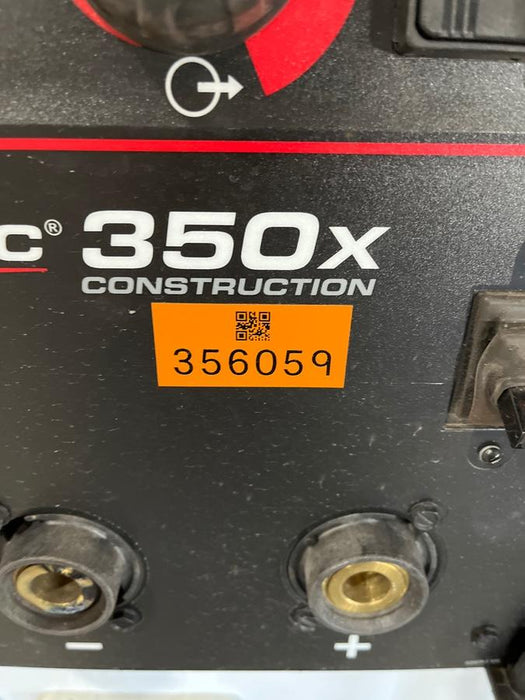 C® 350X
CONSTRUCTION
356059
- +